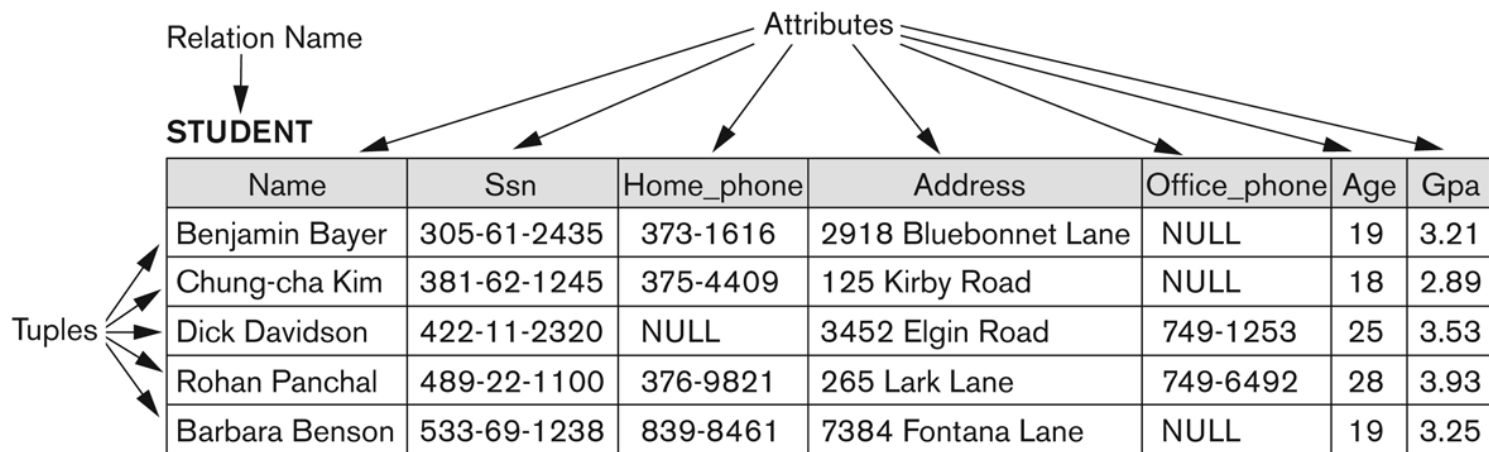 Relation Name
Attributes
STUDENT
Name Ssn Home_phone Address Office_phone Age Gpa
Benjamin Bayer 305-61-2435 373-1616 2918 Bluebonnet Lane NULL 19 3.21
Chung-cha Kim 381-62-1245 375-4409 125 Kirby Road NULL 18 2.89
Tuples Dick Davidson 422-11-2320 NULL 3452 Elgin Road 749-1253 25 3.53
Rohan Panchal 489-22-1100 376-9821 265 Lark Lane 749-6492 28 3.93
Barbara Benson 533-69-1238 839-8461 7384 Fontana Lane NULL 19 3.25